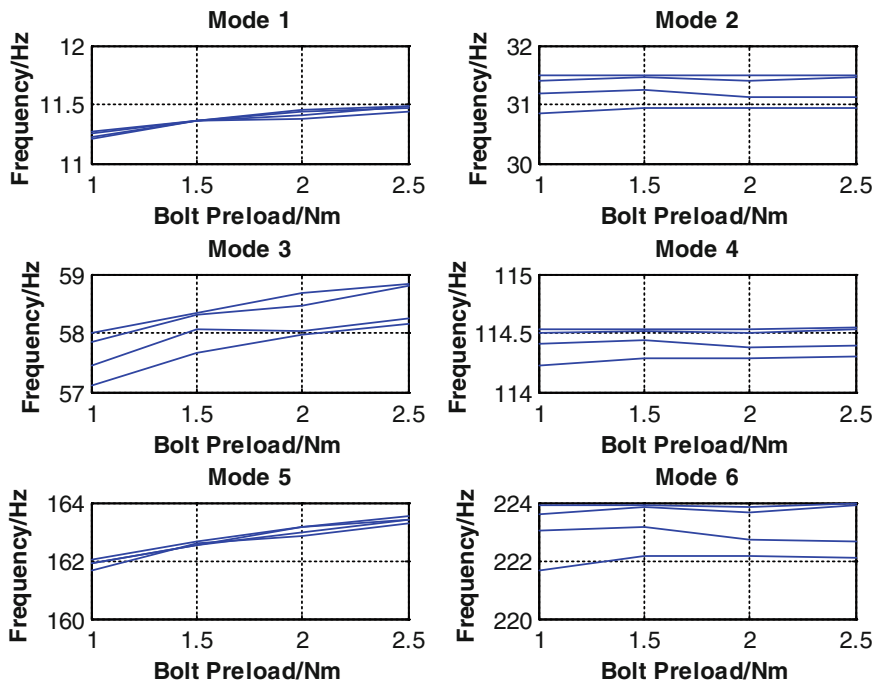 Mode 1
Frequency/Hz
12
11.5
11
1 1.5 2 2.5
Bolt Preload/Nm
Mode 2
Frequency/Hz
32
31
30
1 1.5 2 2.5
Bolt Preload/Nm
Mode 3
Frequency/Hz
59
58
57
1 1.5 2 2.5
Bolt Preload/Nm
Mode 4
Frequency/Hz
115
114.5
114
1 1.5 2 2.5
Bolt Preload/Nm
Mode 5
Frequency/Hz
164
162
160
1 1.5 2 2.5
Bolt Preload/Nm
Mode 6
Frequency/Hz
224
222
220
1 1.5 2 2.5
Bolt Preload/Nm